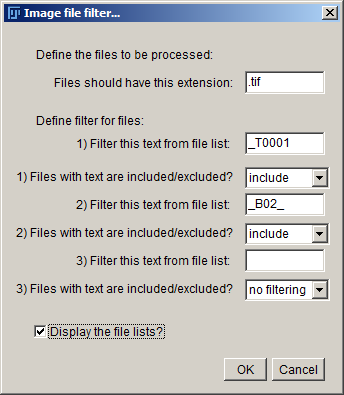 Image file filter...
Define the files to be processed:
Files should have this extension: .tif
Define filter for files:
1) Filter this text from file list: _T0001
1) Files with text are included/excluded? include
2) Filter this text from file list: _B02_
2) Files with text are included/excluded? include
3) Filter this text from file list:
3) Files with text are included/excluded? no filtering
Display the file lists?
OK Cancel